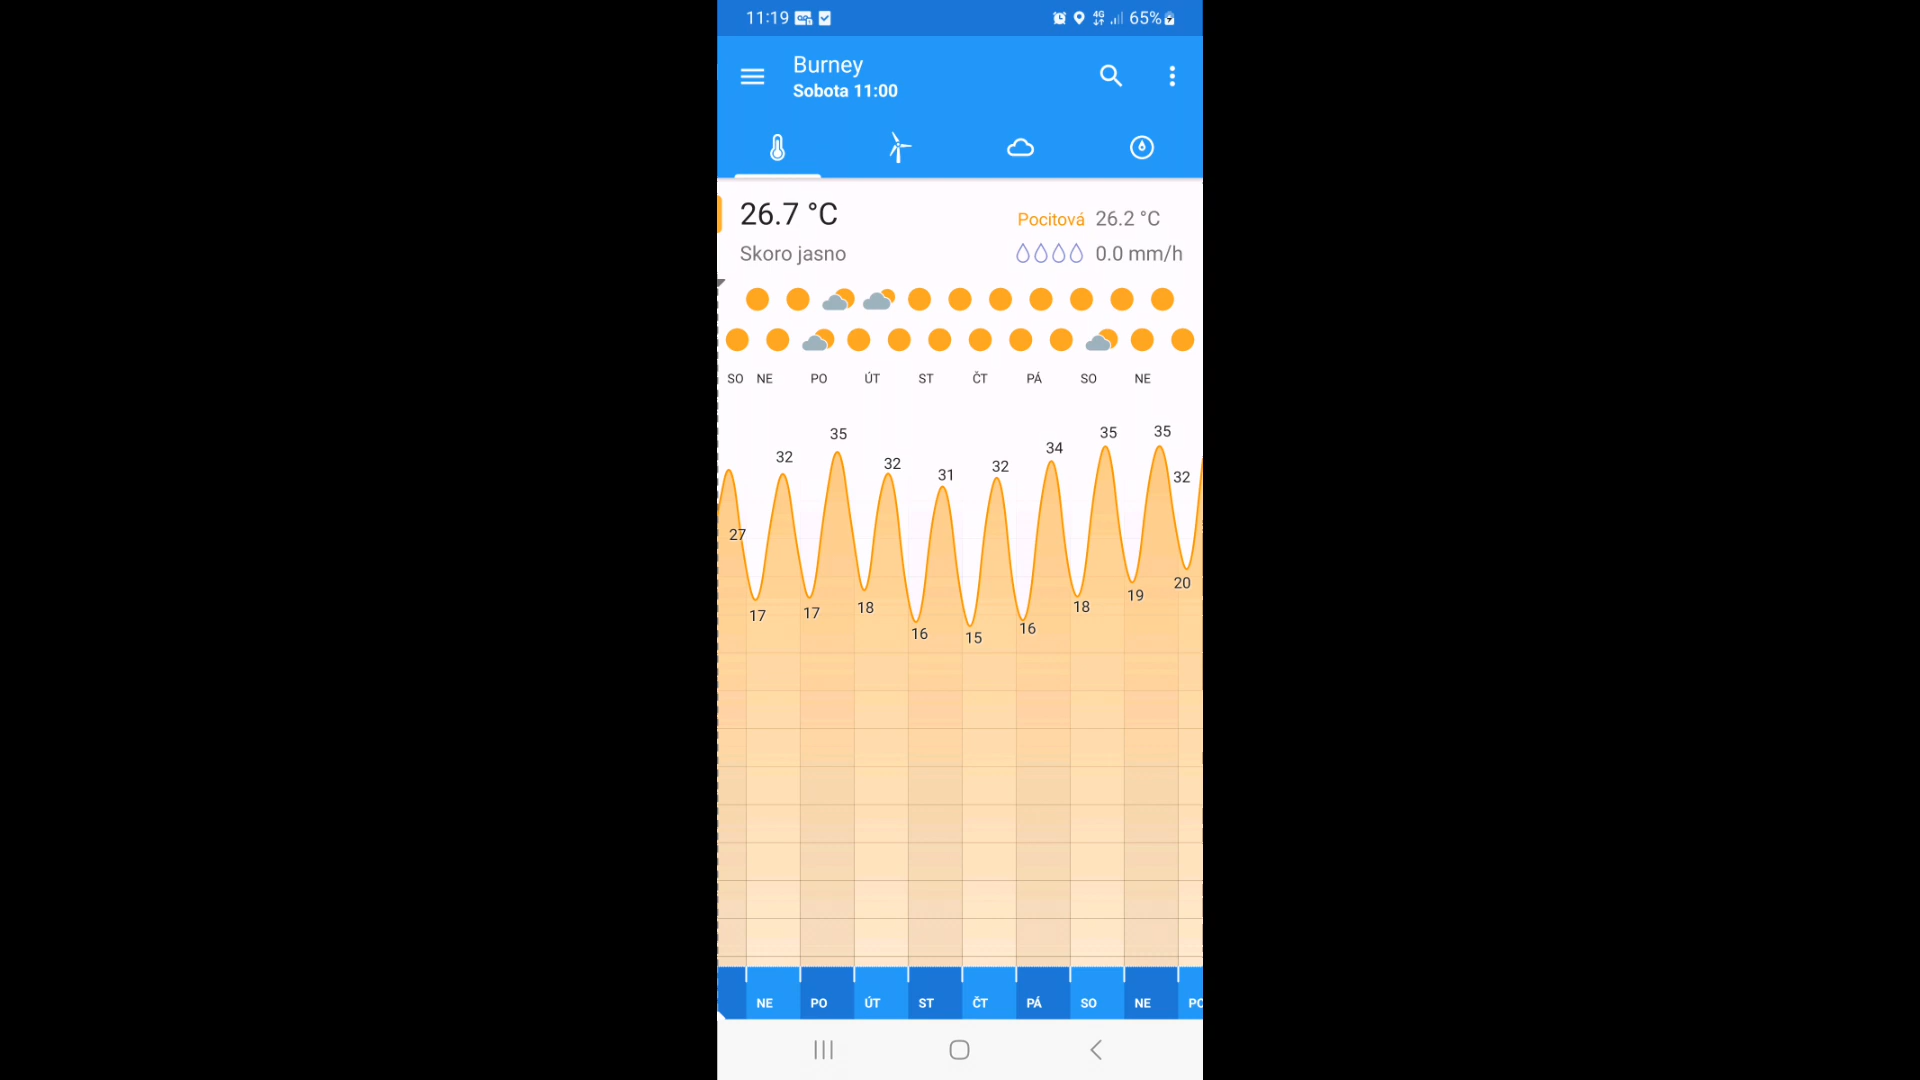 11:19 4G 65%
Burney
Sobota 11:00
26.7 °C Pocitová 26.2 °C
Skoro jasno 0.0 mm/h
SO NE PO ÚT ST ČT PÁ SO NE
27 32 35 32 31 32 34 35 35 32
17 17 18 16 15 16 18 19 20
NE PO ÚT ST ČT PÁ SO NE